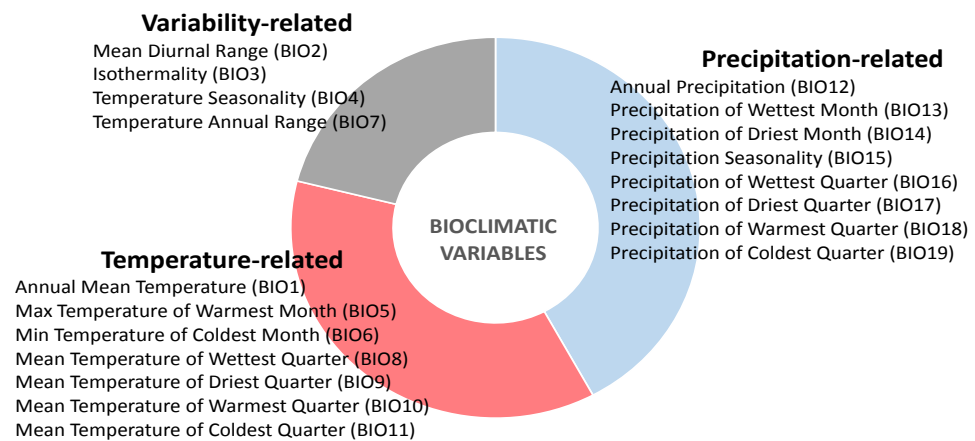 Variability-related
Mean Diurnal Range (BIO2)
Isothermality (BIO3)
Temperature Seasonality (BIO4)
Temperature Annual Range (BIO7)
Precipitation-related
Annual Precipitation (BIO12)
Precipitation of Wettest Month (BIO13)
Precipitation of Driest Month (BIO14)
Precipitation Seasonality (BIO15)
Precipitation of Wettest Quarter (BIO16)
Precipitation of Driest Quarter (BIO17)
Precipitation of Warmest Quarter (BIO18)
Precipitation of Coldest Quarter (BIO19)
BIOCLIMATIC
VARIABLES
Temperature-related
Annual Mean Temperature (BIO1)
Max Temperature of Warmest Month (BIO5)
Min Temperature of Coldest Month (BIO6)
Mean Temperature of Wettest Quarter (BIO8)
Mean Temperature of Driest Quarter (BIO9)
Mean Temperature of Warmest Quarter (BIO10)
Mean Temperature of Coldest Quarter (BIO11)